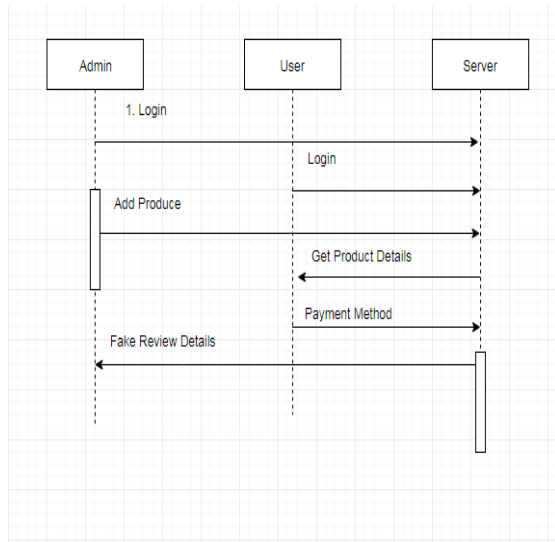 Admin
User
Server
1. Login
Login
Add Produce
Get Product Details
Payment Method
Fake Review Details